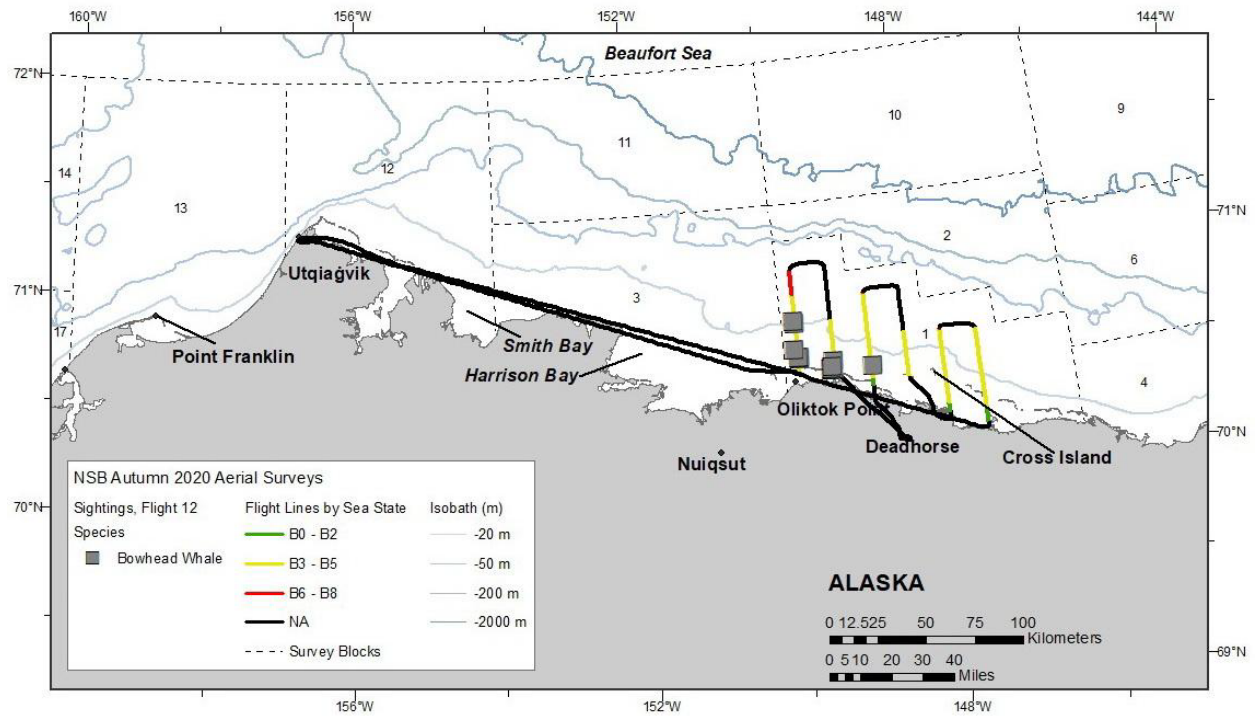 160°W 156°W 152°W 148°W 144°W
72°N
Beaufort Sea
9
10
11
12
14
13
71°N
2
6
Utqiaġvik
71°N
3
17
1
Point Franklin
Smith Bay
Harrison Bay
4
Oliktok Point
70°N
Deadhorse
Cross Island
Nuiqsut
NSB Autumn 2020 Aerial Surveys
70°N
Sightings, Flight 12
Species
Bowhead Whale
Flight Lines by Sea State
B0 - B2
B3 - B5
B6 - B8
NA
Survey Blocks
Isobath (m)
-20 m
-50 m
-200 m
-2000 m
ALASKA
0 12.525 50 75 100
Kilometers
0 5 10 20 30 40
Miles
69°N
156°W 152°W 148°W